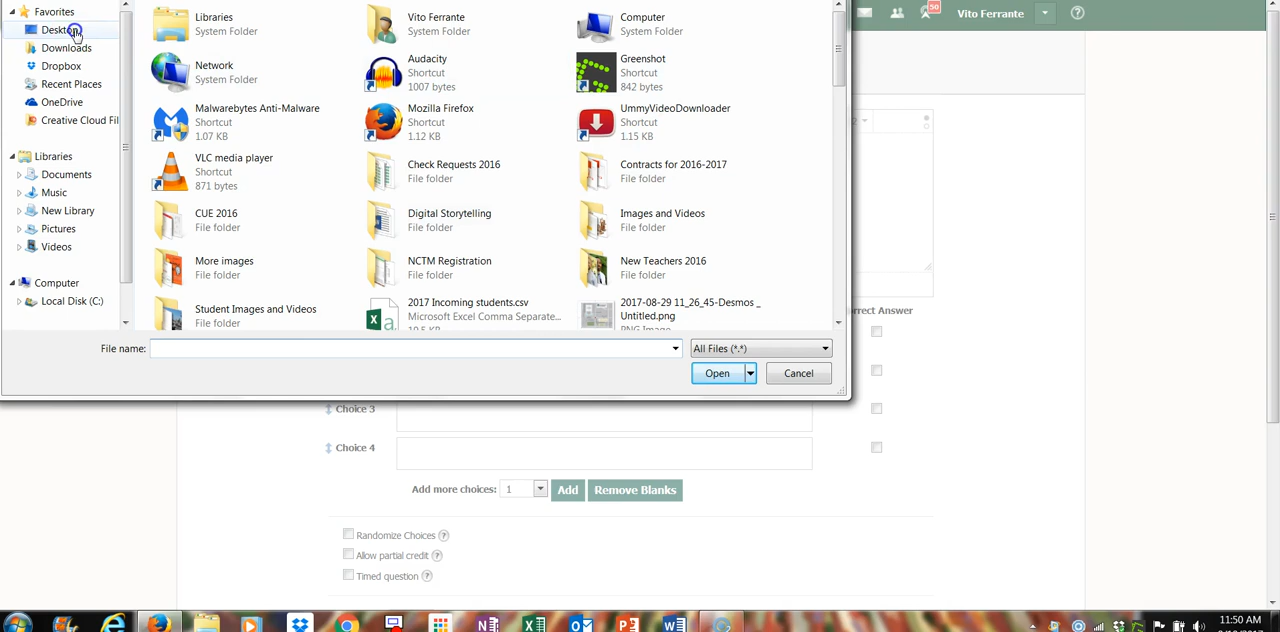 Favorites
Desktop
Downloads
Dropbox
Recent Places
OneDrive
Creative Cloud Fil
Libraries
Documents
Music
New Library
Pictures
Videos
Computer
Local Disk (C:)
Libraries
System Folder
Vito Ferrante
System Folder
Computer
System Folder
Network
System Folder
Audacity
Shortcut
1007 bytes
Greenshot
Shortcut
842 bytes
Malwarebytes Anti-Malware
Shortcut
1.07 KB
Mozilla Firefox
Shortcut
1.12 KB
UmmyVideoDownloader
Shortcut
1.15 KB
VLC media player
Shortcut
871 bytes
Check Requests 2016
File folder
Contracts for 2016-2017
File folder
CUE 2016
File folder
Digital Storytelling
File folder
Images and Videos
File folder
More images
File folder
NCTM Registration
File folder
New Teachers 2016
File folder
Student Images and Videos
File folder
2017 Incoming students.csv
Microsoft Excel Comma Separate...
19.5 KB
2017-08-29 11_26_45-Desmos _
Untitled.png
PNG Image
File name:
All Files (*.*)
Open
Cancel
50
Vito Ferrante
?
rrect Answer
Choice 3
Choice 4
Add more choices: 1 Add Remove Blanks
Randomize Choices ?
Allow partial credit ?
Timed question ?
11:50 AM